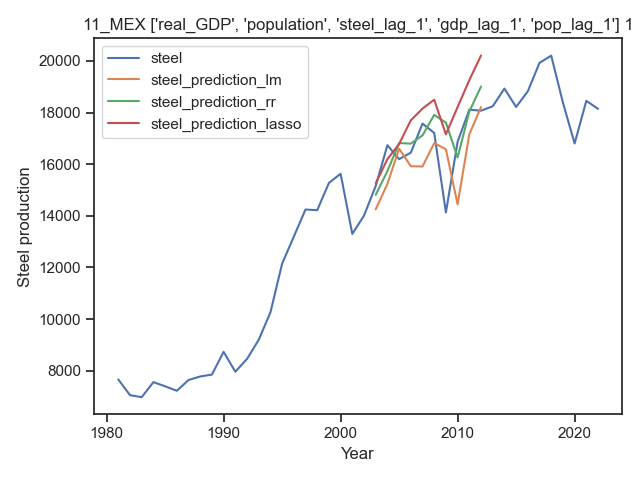 11_MEX ['real_GDP', 'population', 'steel_lag_1', 'gdp_lag_1', 'pop_lag_1'] 1
steel
steel_prediction_lm
steel_prediction_rr
steel_prediction_lasso
20000
18000
16000
14000
12000
10000
8000
Steel production
1980
1990
2000
2010
2020
Year